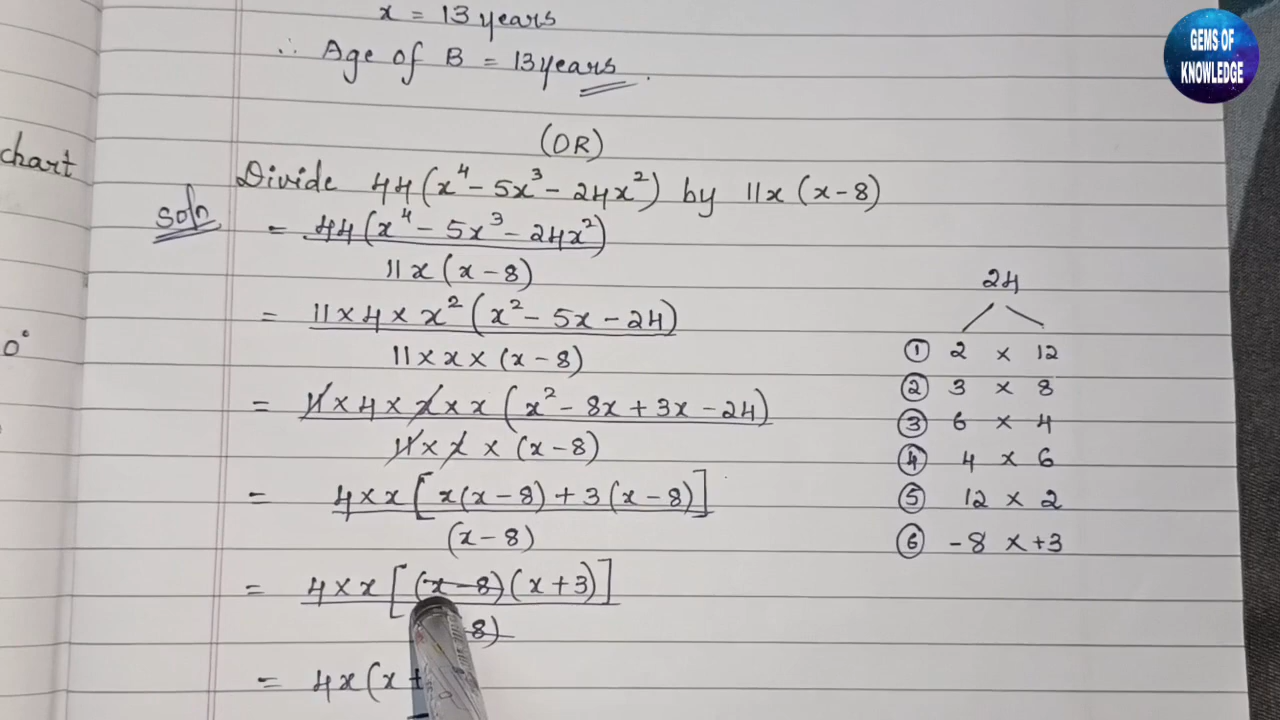 x = 13 years
∴ Age of B = 13 years.
GEMS OF
KNOWLEDGE
(OR)
chart
Divide 44(x⁴ - 5x³ - 24x²) by 11x(x-8)
Soln
= 44(x⁴ - 5x³ - 24x²)
11x(x-8)
= 11 × 4 × x²(x² - 5x - 24)
11 × x × (x-8)
0°
= 11 × 4 × x × x (x² - 8x + 3x - 24)
11 × x × (x-8)
= 4 × x [x(x-8) + 3(x-8)]
(x-8)
= 4 × x [(x-8)(x+3)]
8)
= 4x(x +
24
① 2 × 12
② 3 × 8
③ 6 × 4
④ 4 × 6
⑤ 12 × 2
⑥ -8 × +3